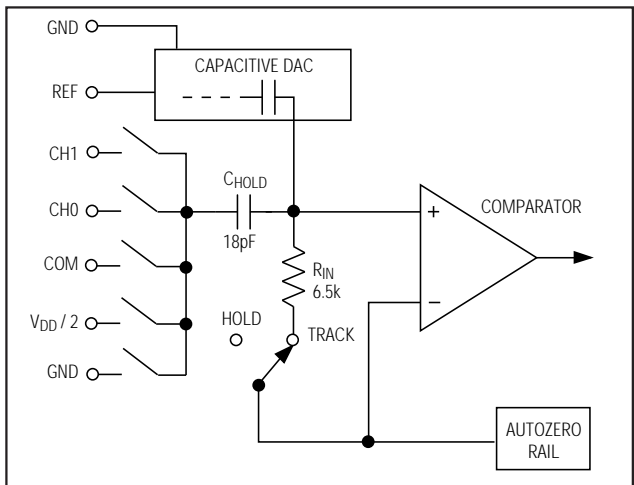 GND
CAPACITIVE DAC
REF
CH1
CHOLD
CH0
18pF
COMPARATOR
+
−
COM
RIN
6.5k
VDD / 2
HOLD
TRACK
GND
AUTOZERO
RAIL